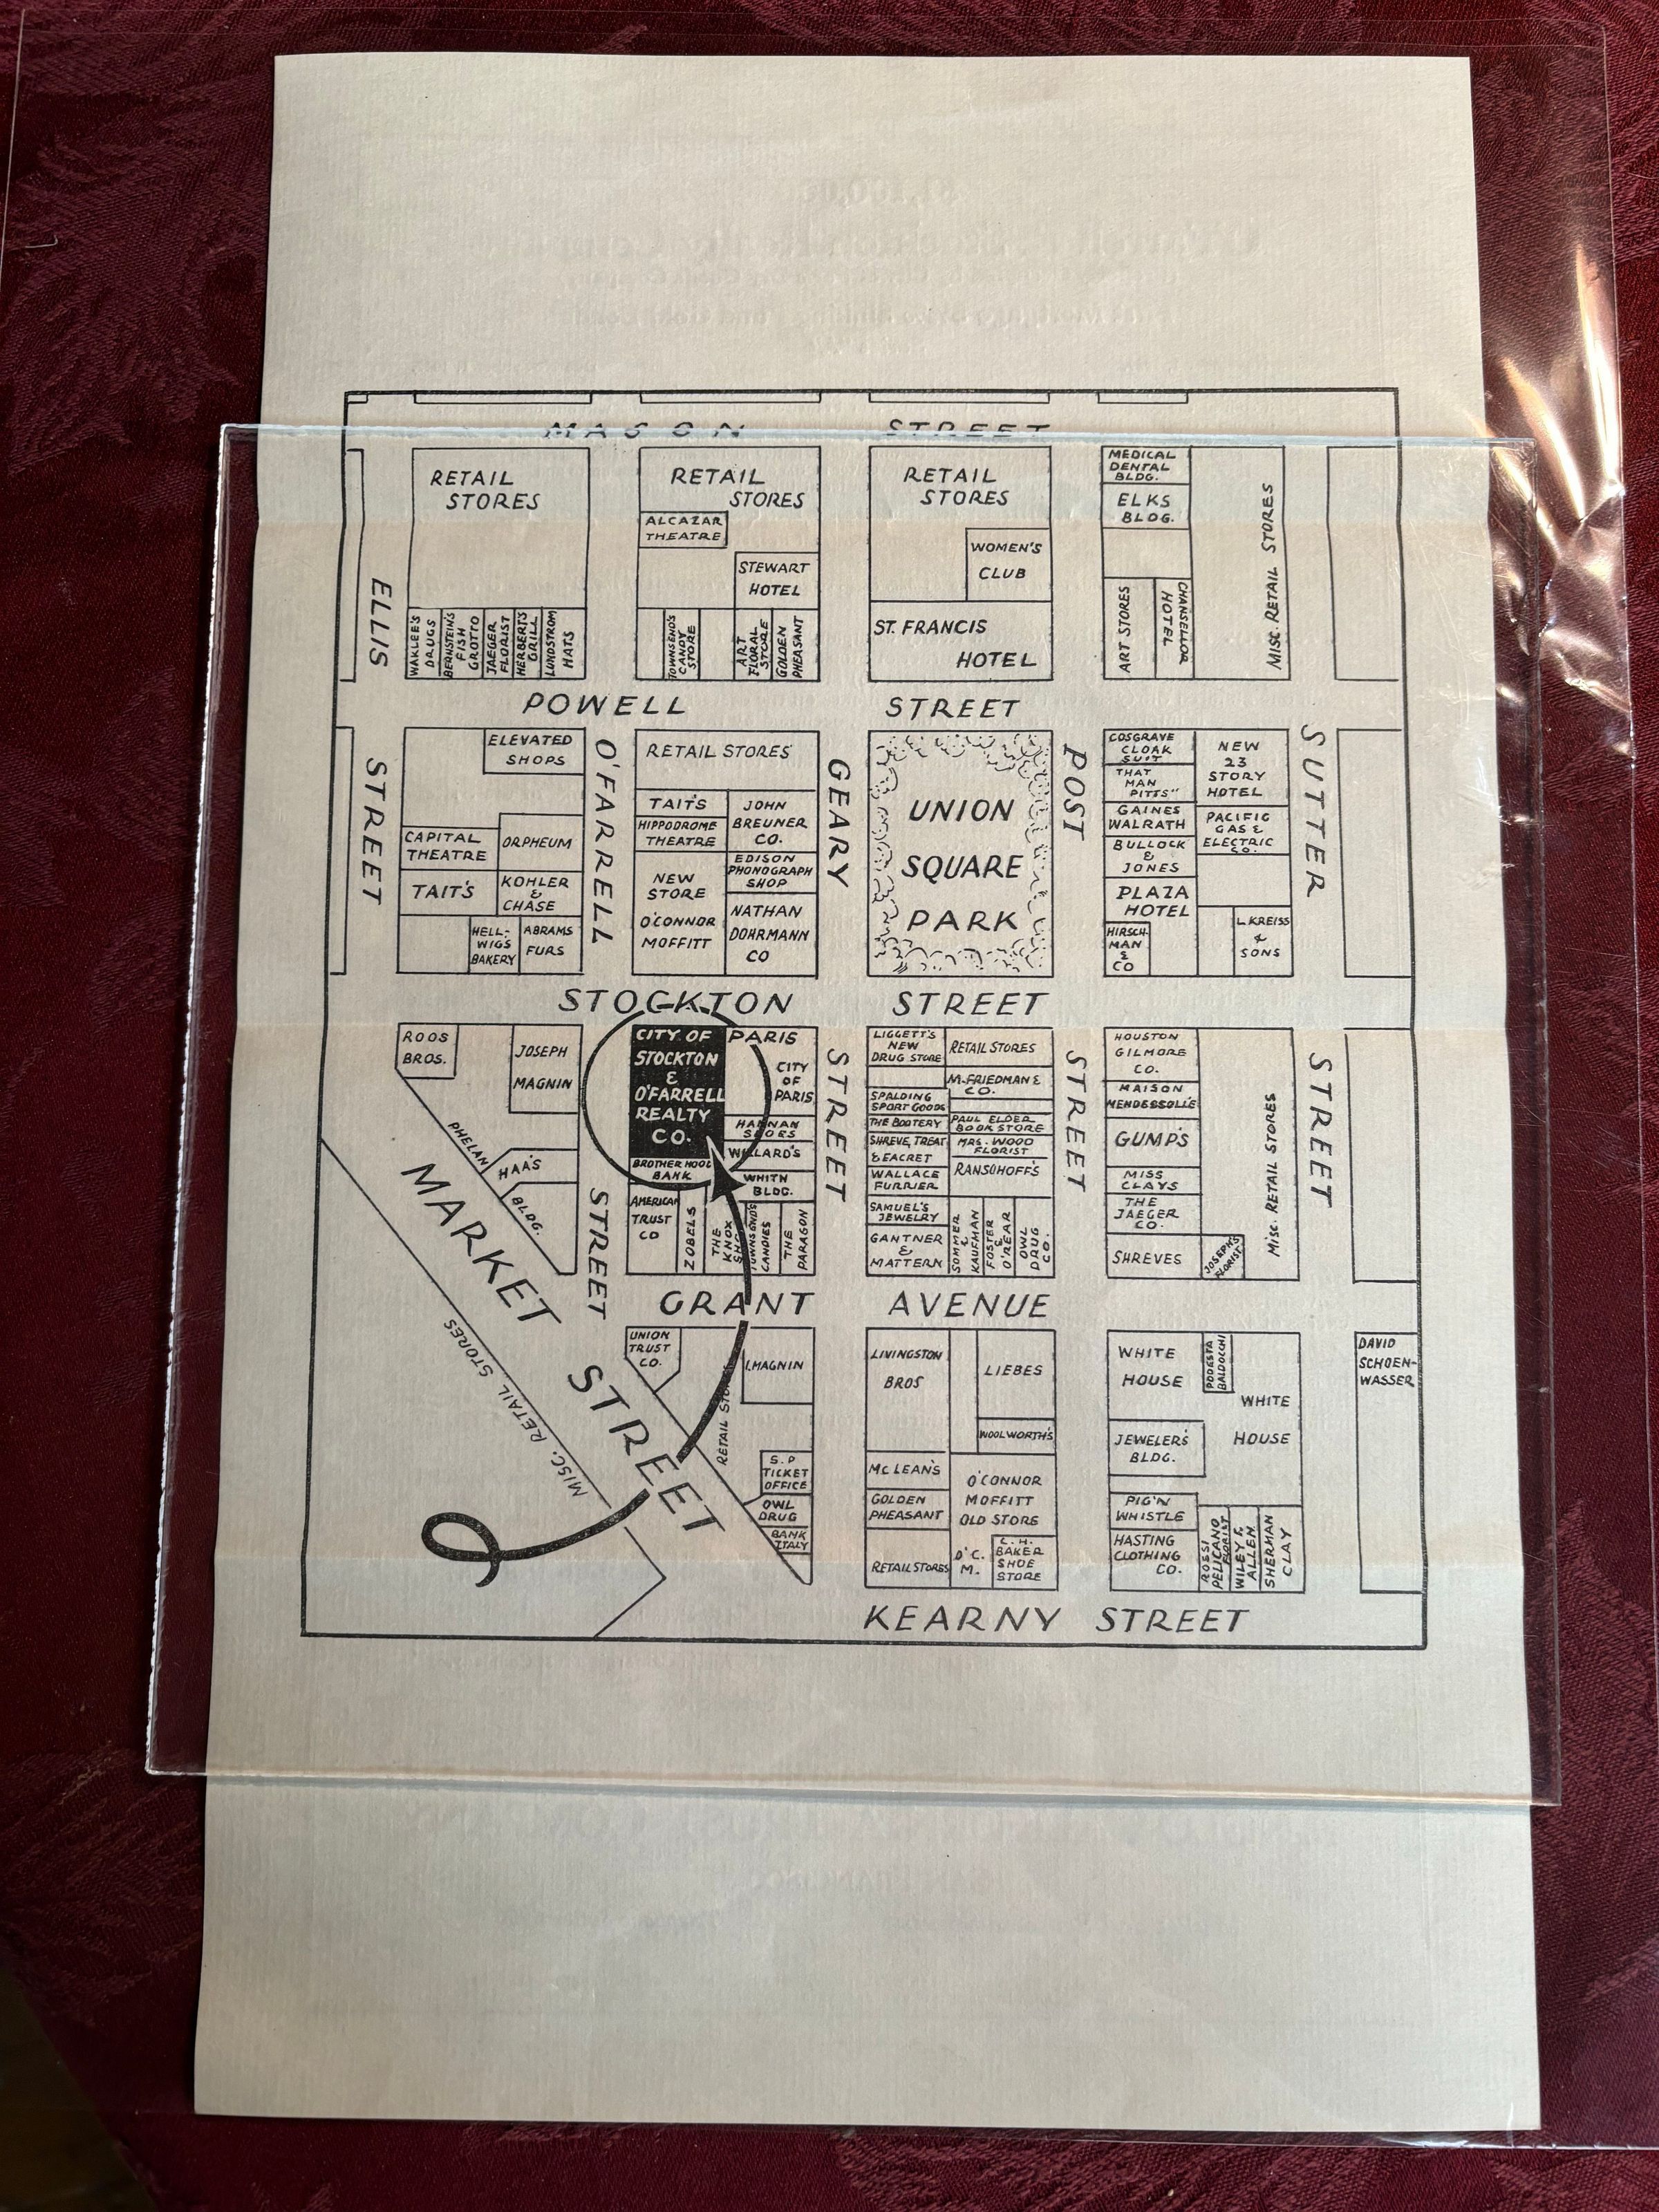 MASON STREET
RETAIL
STORES
WAKLEE'S
DRUGS
BERNSTEIN'S
FISH
GROTTO
JAEGER
FLORIST
HERBERT'S
GRILL
LUNDSTROM
HATS
RETAIL
STORES
ALCAZAR
THEATRE
STEWART
HOTEL
TOWNSEND'S
CANDY
STORE
ART
FLORAL
STORE
GOLDEN
PHEASANT
RETAIL
STORES
WOMEN'S
CLUB
ST. FRANCIS
HOTEL
MEDICAL
DENTAL
BLDG.
ELKS
BLDG.
ART STORES
CHANSELLOR
HOTEL
MISC. RETAIL STORES
ELLIS
STREET
POWELL STREET
ELEVATED
SHOPS
CAPITAL
THEATRE
ORPHEUM
TAIT'S
KOHLER
&
CHASE
HELL-
WIG'S
BAKERY
ABRAMS
FURS
O'FARRELL
STREET
RETAIL STORES
TAIT'S
HIPPODROME
THEATRE
JOHN
BREUNER
CO.
EDISON
PHONOGRAPH
SHOP
NEW
STORE
O'CONNOR
MOFFITT
NATHAN
DOHRMANN
CO
GEARY
STREET
UNION
SQUARE
PARK
POST
STREET
COSGRAVE
CLOAK
SUIT
THAT
MAN
PITTS"
GAINES
WALRATH
BULLOCK
&
JONES
PLAZA
HOTEL
HIRSCH
MAN
&
CO
NEW
23
STORY
HOTEL
PACIFIC
GAS &
ELECTRIC
CO.
L.KREISS
&
SONS
SUTTER
STREET
STOCKTON STREET
ROOS
BROS.
JOSEPH
MAGNIN
PHELAN
HAA'S
BLDG.
CITY OF PARIS
STOCKTON
&
O'FARRELL
REALTY
CO.
CITY
OF
PARIS
HANNAN
SHOES
WILLARD'S
BROTHERHOOD
BANK
WHITN
BLDG.
AMERICAN
TRUST
CO
ZOBELS
THE
KNOX
TOWNSEND'S
CANDIES
THE
PARAGON
LIGGETT'S
NEW
DRUG STORE
RETAIL STORES
M.FRIEDMAN &
CO.
SPALDING
SPORT GOODS
THE BOOTERY
PAUL ELDER
BOOK STORE
SHREVE, TREAT
& EACRET
MRS. WOOD
FLORIST
WALLACE
FURRIER
RANSOHOFF'S
SAMUEL'S
JEWELRY
GANTNER
&
MATTERN
SOMMER
&
KAUFMAN
FOSTER
&
O'REAR
OWL
DRUG
CO.
HOUSTON
GILMORE
CO.
MAISON
MENDESSOLLE
GUMP'S
MISS
CLAYS
THE
JAEGER
CO.
SHREVES
JOSEPH'S
FLORIST
MISC. RETAIL STORES
MARKET STREET
MISC. RETAIL STORES
GRANT AVENUE
UNION
TRUST
CO.
I.MAGNIN
RETAIL STORES
S.P
TICKET
OFFICE
OWL
DRUG
BANK
ITALY
LIVINGSTON
BROS
LIEBES
WOOLWORTH'S
McLEAN'S
GOLDEN
PHEASANT
O'CONNOR
MOFFITT
OLD STORE
RETAIL STORES
O'C.
M.
C.H.
BAKER
SHOE
STORE
WHITE
HOUSE
PODESTA
BALDOCCHI
WHITE
HOUSE
JEWELER'S
BLDG.
PIG'N
WHISTLE
HASTING
CLOTHING
CO.
ROSSI
PELICANO
FLORIST
WILEY B.
ALLEN
SHERMAN
CLAY
DAVID
SCHOEN-
WASSER
KEARNY STREET